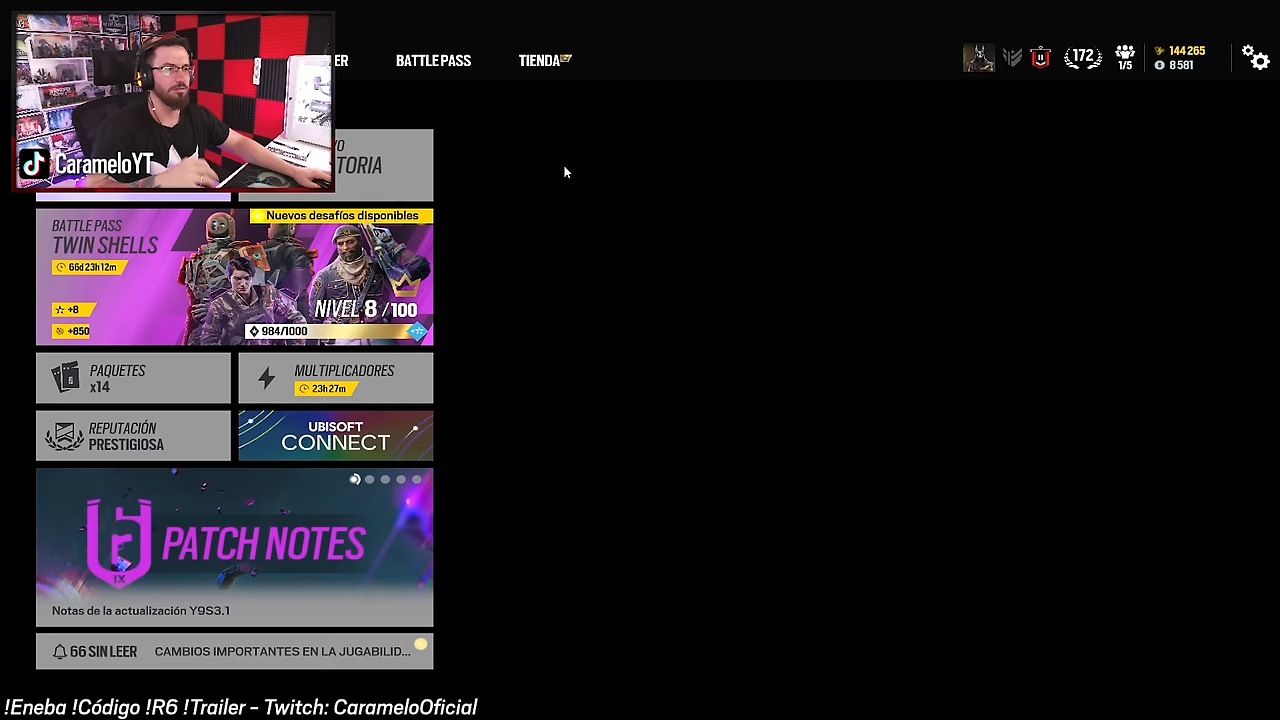 CarameloYT
ER
BATTLE PASS
TIENDA
172
1/5
144 265
8 581
VO
TORIA
Nuevos desafíos disponibles
BATTLE PASS
TWIN SHELLS
66d 23h 12m
+8
+850
NIVEL 8 /100
984/1000
PAQUETES
x14
MULTIPLICADORES
23h 27m
REPUTACIÓN
PRESTIGIOSA
UBISOFT
CONNECT
PATCH NOTES
IX
Notas de la actualización Y9S3.1
66 SIN LEER
CAMBIOS IMPORTANTES EN LA JUGABILID...
!Eneba !Código !R6 !Trailer - Twitch: CarameloOficial